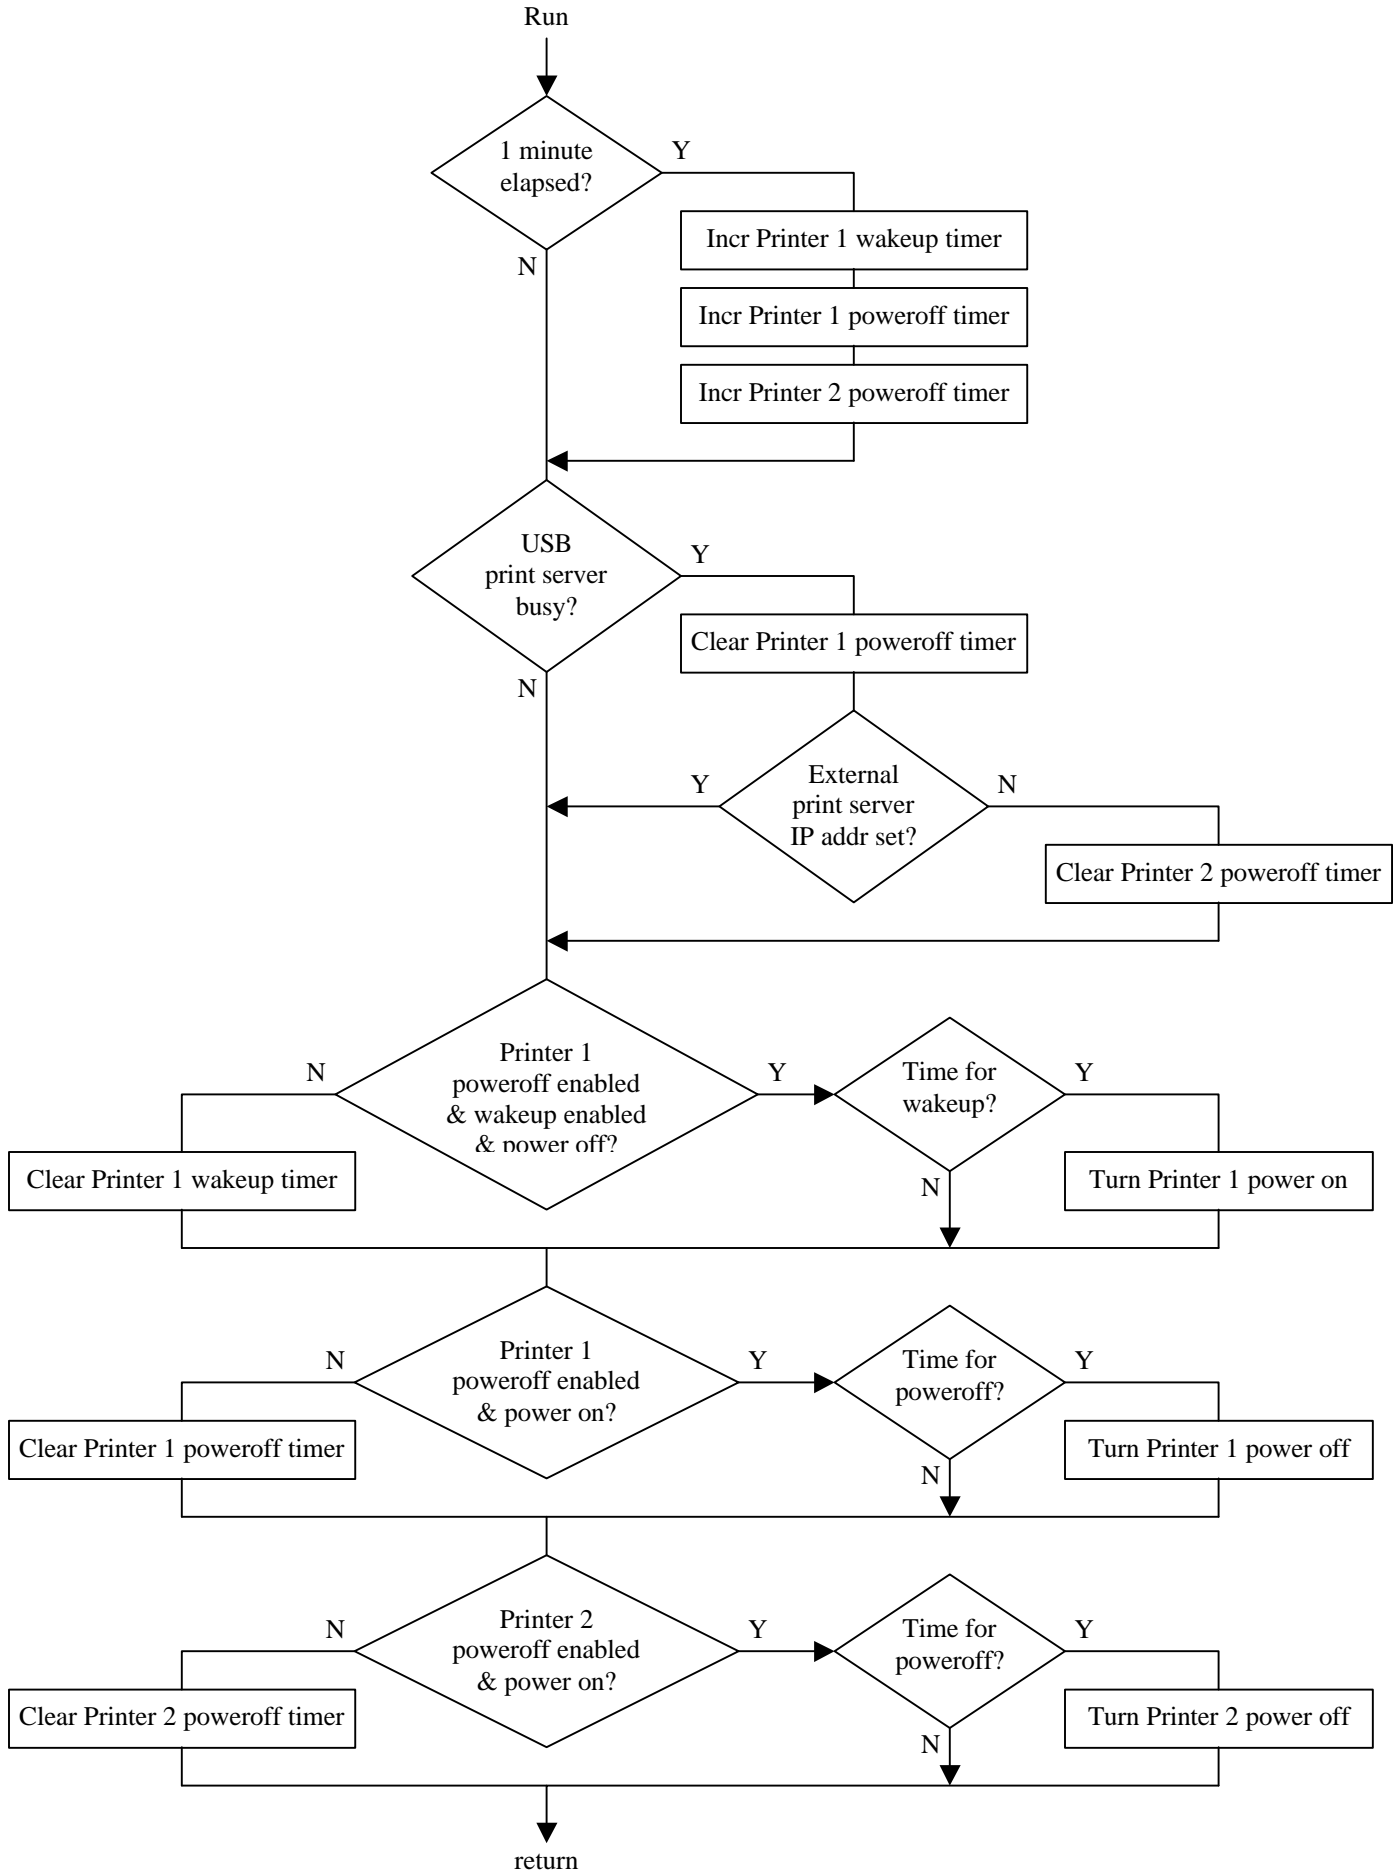 Run
1 minute
elapsed?
Y
N
Incr Printer 1 wakeup timer
Incr Printer 1 poweroff timer
Incr Printer 2 poweroff timer
USB
print server
busy?
Y
N
Clear Printer 1 poweroff timer
External
print server
IP addr set?
Y
N
Clear Printer 2 poweroff timer
Printer 1
poweroff enabled
& wakeup enabled
& power off?
N
Y
Time for
wakeup?
Y
N
Clear Printer 1 wakeup timer
Turn Printer 1 power on
Printer 1
poweroff enabled
& power on?
N
Y
Time for
poweroff?
Y
N
Clear Printer 1 poweroff timer
Turn Printer 1 power off
Printer 2
poweroff enabled
& power on?
N
Y
Time for
poweroff?
Y
N
Clear Printer 2 poweroff timer
Turn Printer 2 power off
return